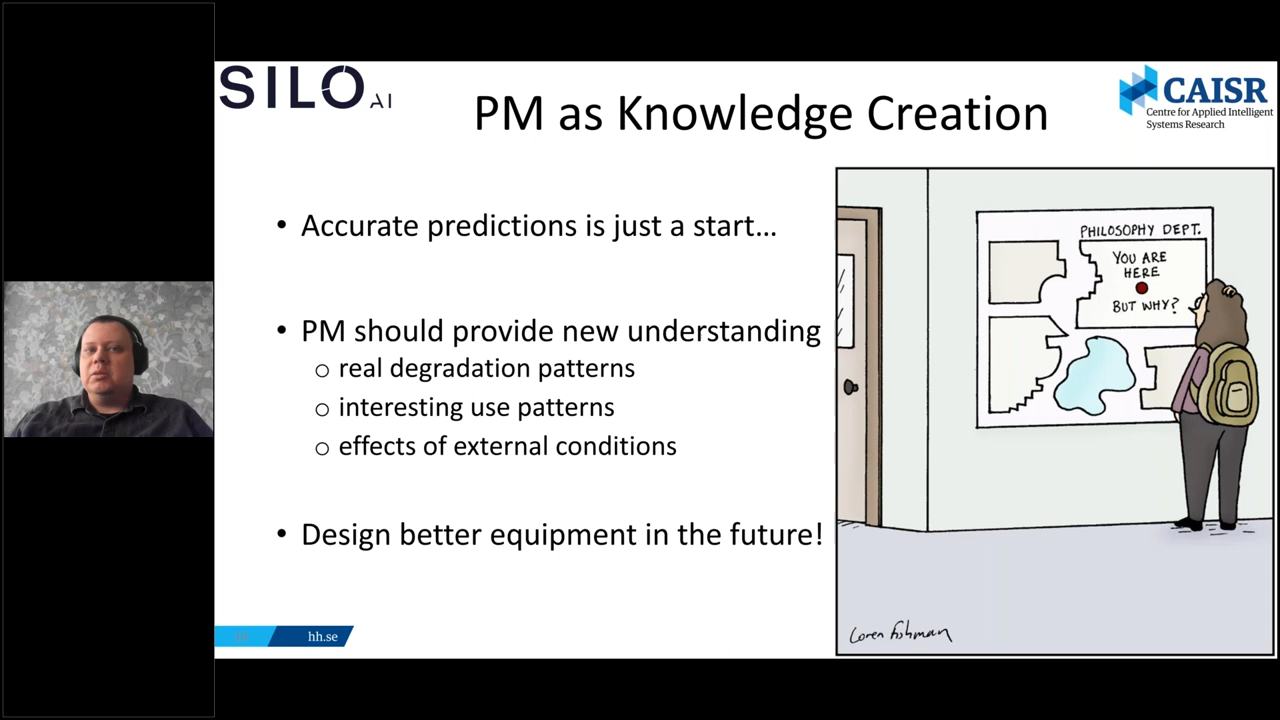 SILO AI
PM as Knowledge Creation
CAISR
Centre for Applied Intelligent
Systems Research
• Accurate predictions is just a start...
• PM should provide new understanding
o real degradation patterns
o interesting use patterns
o effects of external conditions
• Design better equipment in the future!
PHILOSOPHY DEPT.
YOU ARE
HERE
BUT WHY?
Loren Fishman
hh.se